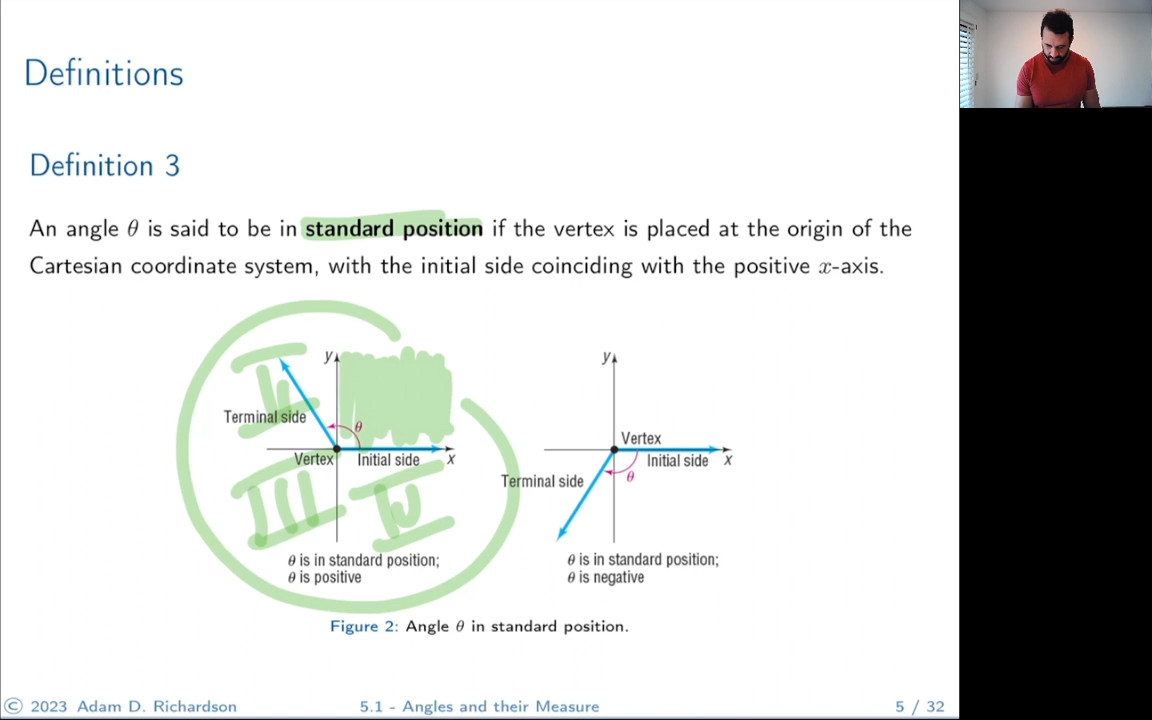 Definitions
Definition 3
An angle θ is said to be in standard position if the vertex is placed at the origin of the
Cartesian coordinate system, with the initial side coinciding with the positive x-axis.
II
y
Terminal side
θ
Vertex
Initial side
x
III
IV
θ is in standard position;
θ is positive
y
Vertex
Initial side
x
Terminal side
θ
θ is in standard position;
θ is negative
Figure 2: Angle θ in standard position.
© 2023 Adam D. Richardson
5.1 - Angles and their Measure
5 / 32